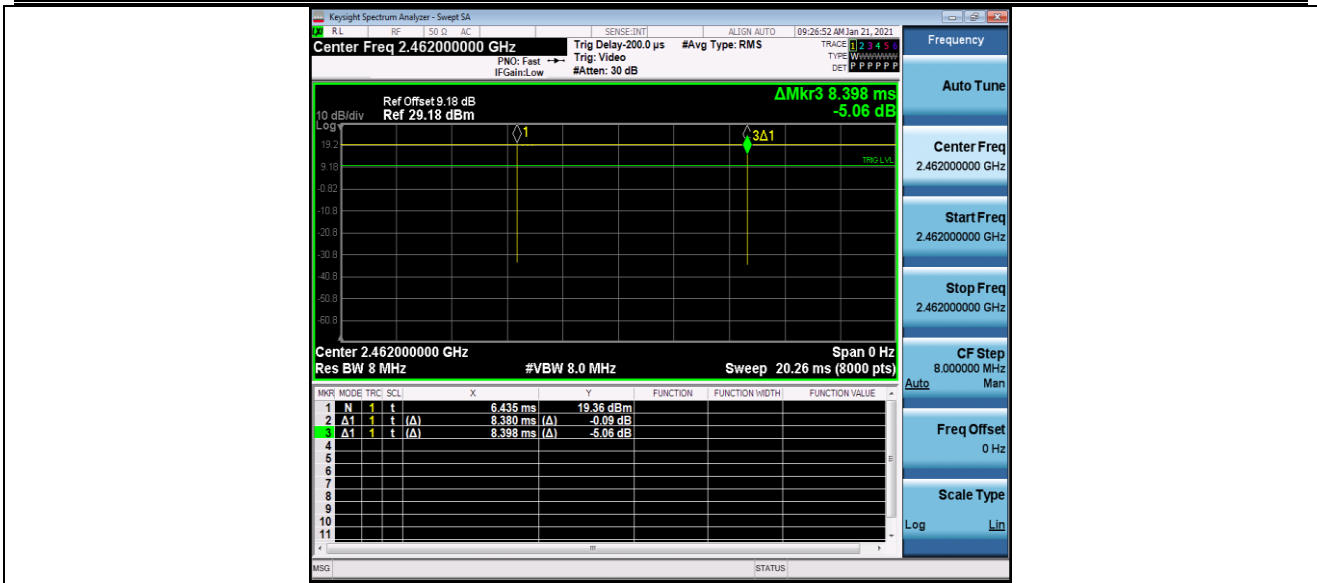 Keysight Spectrum Analyzer - Swept SA
RL RF 50 Ω AC SENSE:INT ALIGN AUTO 09:26:52 AM Jan 21, 2021
Center Freq 2.462000000 GHz
PNO: Fast
IFGain:Low
Trig Delay-200.0 µs
Trig: Video
#Atten: 30 dB
#Avg Type: RMS
TRACE 1 2 3 4 5 6
TYPE WWWWWW
DET P P P P P P
Frequency
Auto Tune
Center Freq
2.462000000 GHz
Start Freq
2.462000000 GHz
Stop Freq
2.462000000 GHz
CF Step
8.000000 MHz
Auto Man
Freq Offset
0 Hz
Scale Type
Log Lin
ΔMkr3 8.398 ms
-5.06 dB
Ref Offset 9.18 dB
10 dB/div Ref 29.18 dBm
Log
1
3Δ1
TRIG LVL
19.2
9.18
-0.82
-10.8
-20.8
-30.8
-40.8
-50.8
-60.8
Center 2.462000000 GHz Span 0 Hz
Res BW 8 MHz #VBW 8.0 MHz Sweep 20.26 ms (8000 pts)
MKR MODE TRC SCL X Y FUNCTION FUNCTION WIDTH FUNCTION VALUE
1 N 1 t 6.435 ms 19.36 dBm
2 Δ1 1 t (Δ) 8.380 ms (Δ) -0.09 dB
3 Δ1 1 t (Δ) 8.398 ms (Δ) -5.06 dB
4
5
6
7
8
9
10
11
MSG STATUS